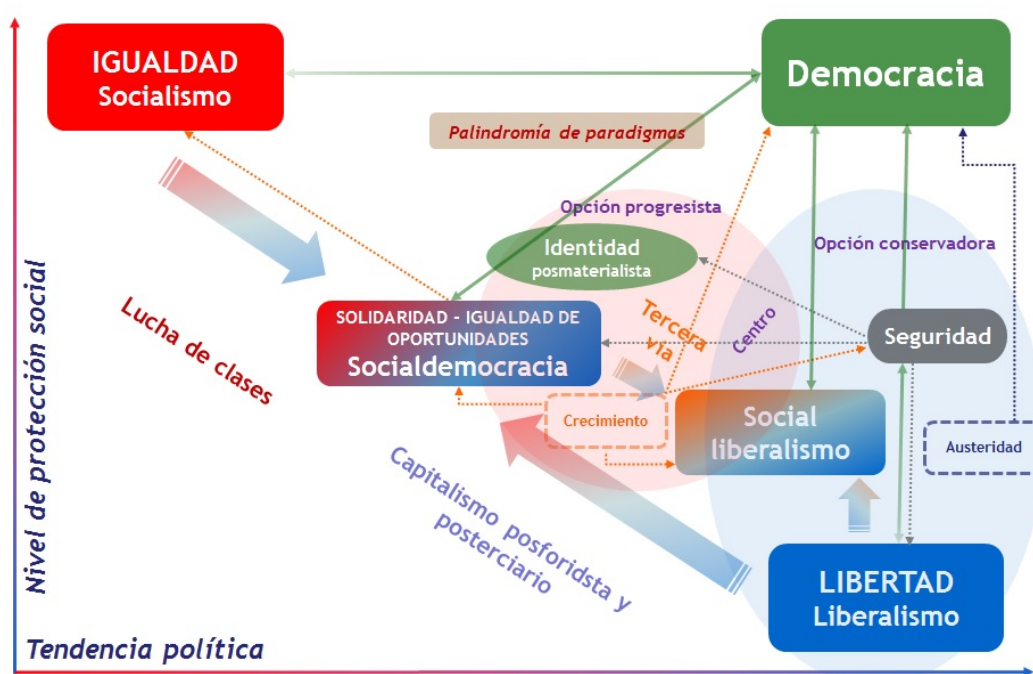 IGUALDAD
Socialismo
Democracia
Palindromía de paradigmas
Opción progresista
Identidad
posmaterialista
Opción conservadora
Nivel de protección social
Lucha de clases
SOLIDARIDAD - IGUALDAD DE
OPORTUNIDADES
Socialdemocracia
Tercera
vía
Centro
Seguridad
Crecimiento
Social
liberalismo
Austeridad
Capitalismo posforidsta y
posterciario
LIBERTAD
Liberalismo
Tendencia política